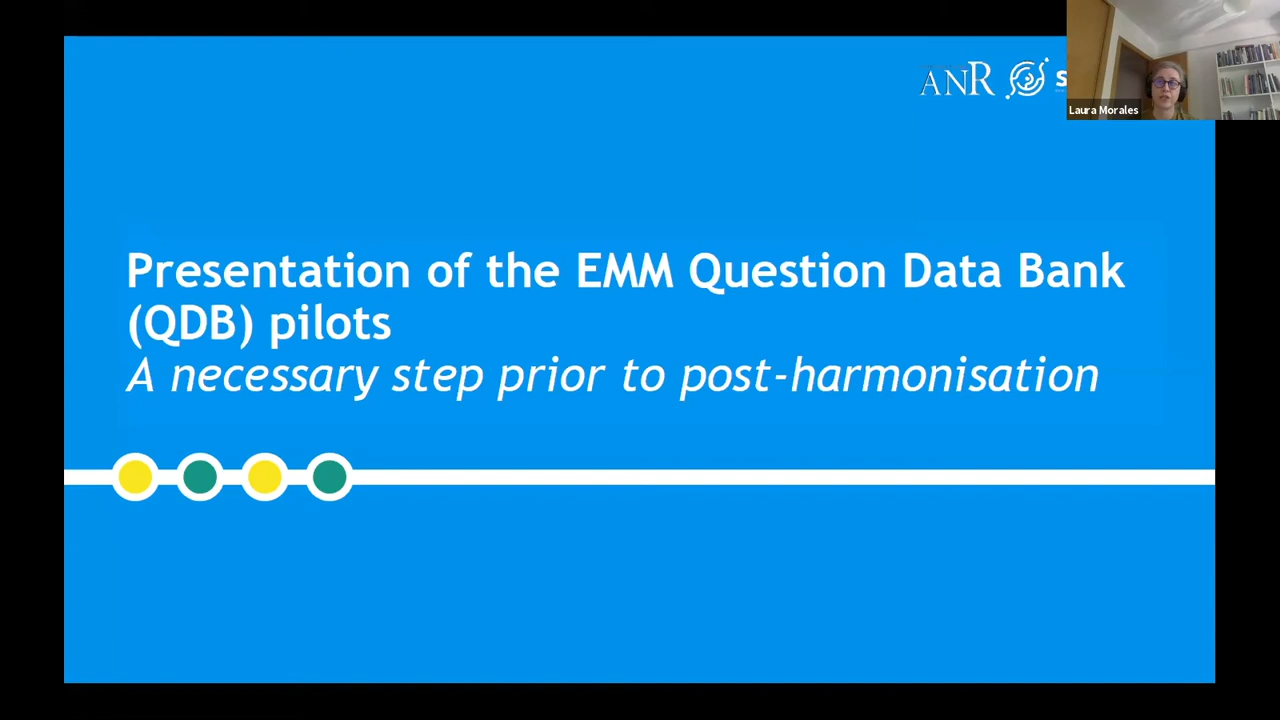 ANR
Laura Morales
Presentation of the EMM Question Data Bank
(QDB) pilots
A necessary step prior to post-harmonisation